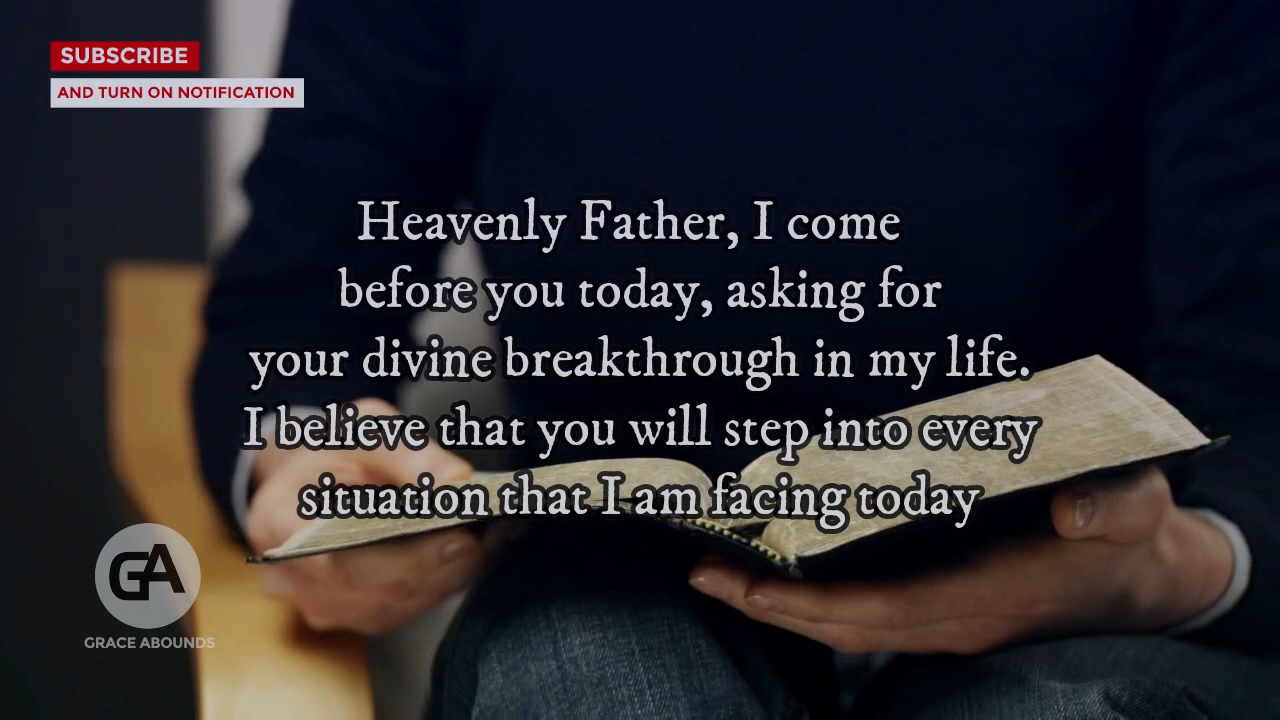 SUBSCRIBE
AND TURN ON NOTIFICATION
Heavenly Father, I come
before you today, asking for
your divine breakthrough in my life.
I believe that you will step into every
situation that I am facing today
GA
GRACE ABOUNDS